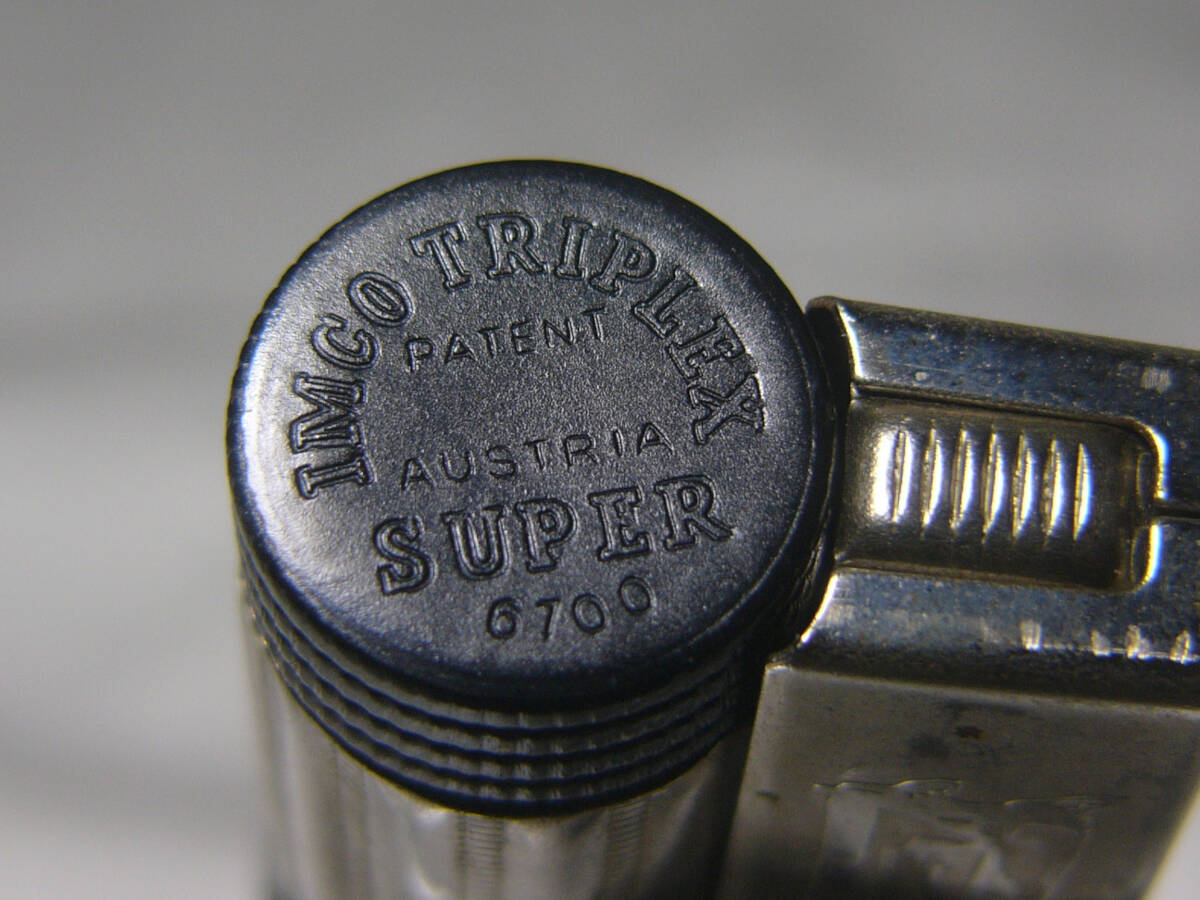 IMCO TRIPLEX
PATENT
AUSTRIA
SUPER
6700